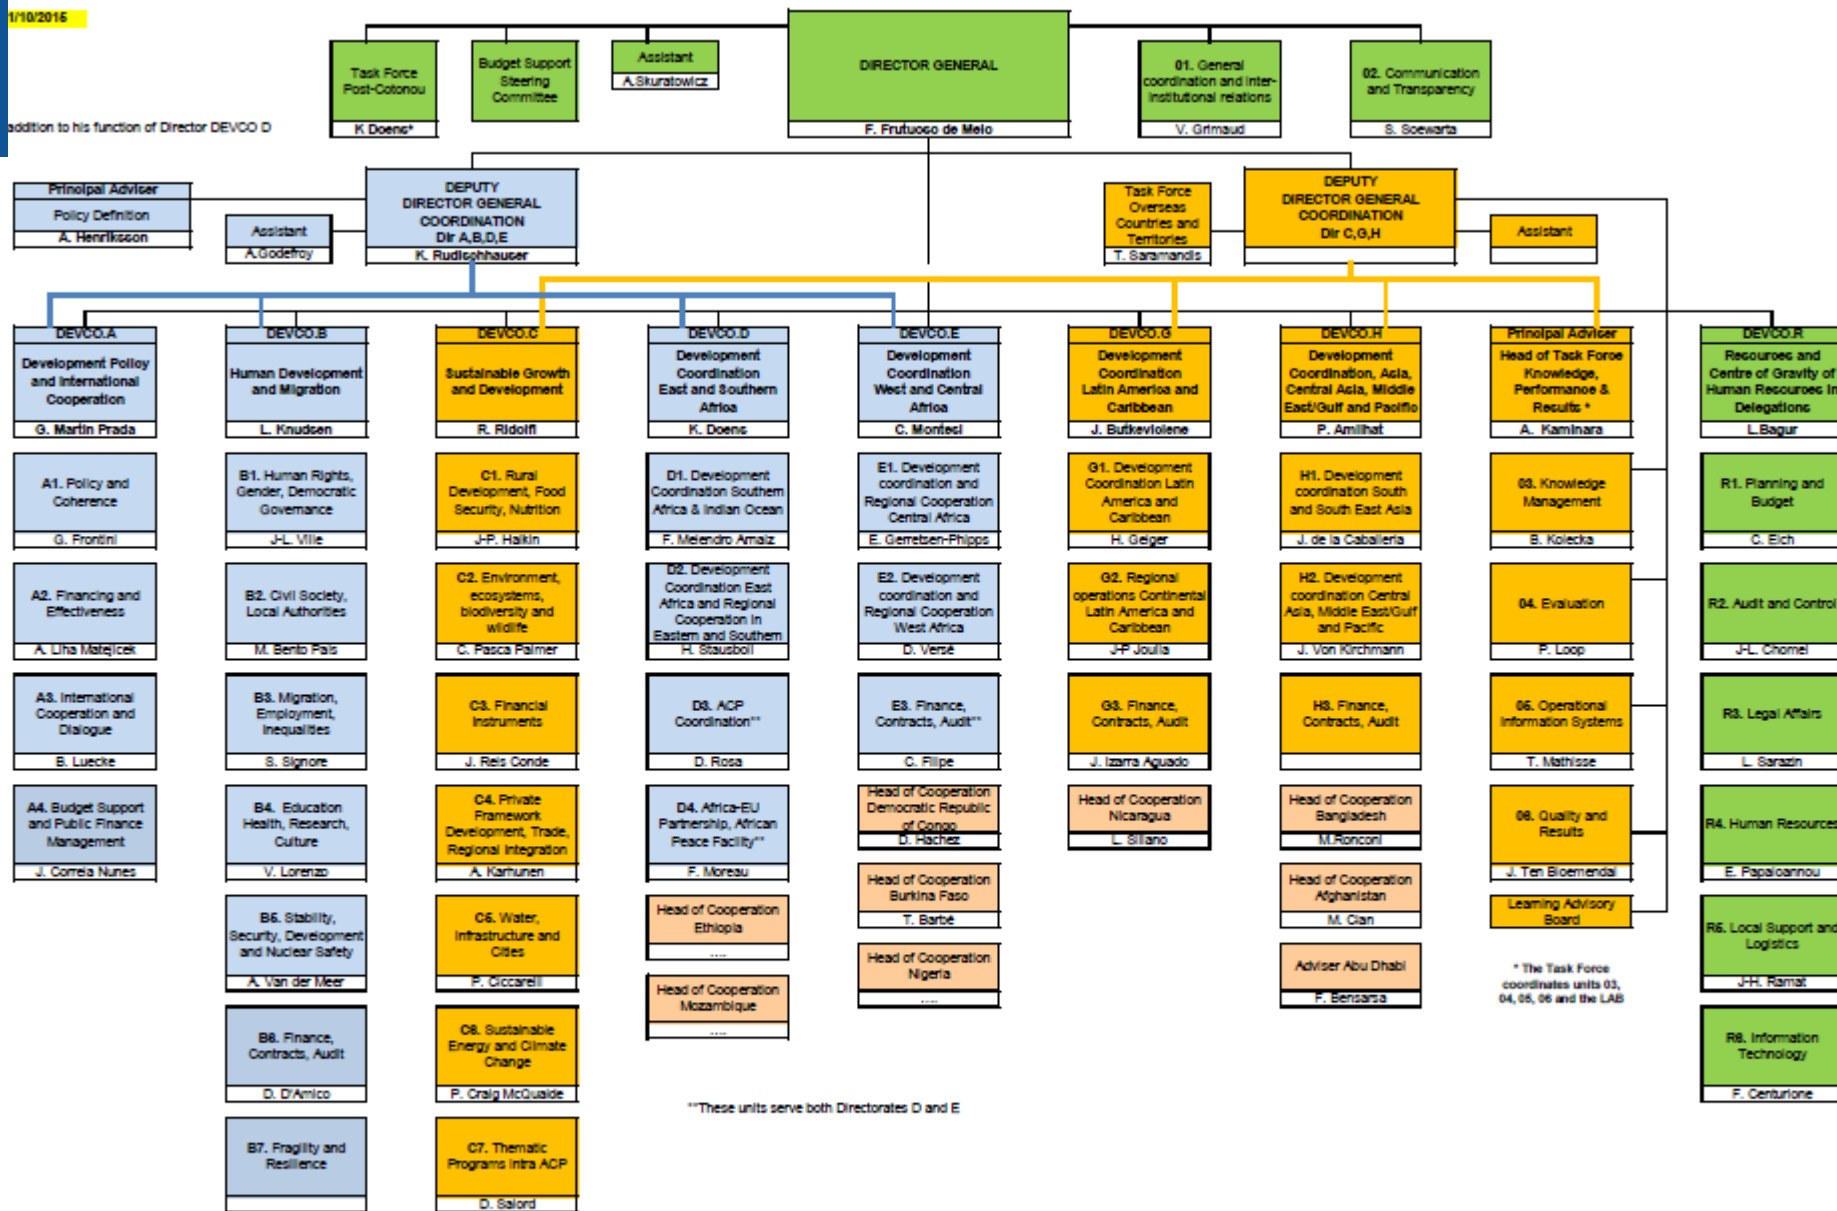 1/10/2015
addition to his function of Director DEVCO D
Task Force
Post-Cotonou
K Doens*
Budget Support
Steering
Committee
Assistant
A.Skuratowicz
DIRECTOR GENERAL
F. Frutuoso de Melo
01. General
coordination and inter-
institutional relations
V. Grimaud
02. Communication
and Transparency
S. Soewarta
Principal Adviser
Policy Definition
A. Henriksson
Assistant
A.Godefroy
DEPUTY
DIRECTOR GENERAL
COORDINATION
Dir A,B,D,E
K. Rudischhauser
Task Force
Overseas
Countries and
Territories
T. Saramandis
DEPUTY
DIRECTOR GENERAL
COORDINATION
Dir C,G,H
Assistant
DEVCO.A
Development Policy
and International
Cooperation
G. Martin Prada
A1. Policy and
Coherence
G. Frontini
A2. Financing and
Effectiveness
A. Liha Matejicek
A3. International
Cooperation and
Dialogue
B. Luecke
A4. Budget Support
and Public Finance
Management
J. Correia Nunes
DEVCO.B
Human Development
and Migration
L. Knudsen
B1. Human Rights,
Gender, Democratic
Governance
J-L. Ville
B2. Civil Society,
Local Authorities
M. Bento Pais
B3. Migration,
Employment,
Inequalities
S. Signore
B4. Education
Health, Research,
Culture
V. Lorenzo
B5. Stability,
Security, Development
and Nuclear Safety
A. Van der Meer
B6. Finance,
Contracts, Audit
D. D'Amico
B7. Fragility and
Resilience
DEVCO.C
Sustainable Growth
and Development
R. Ridolfi
C1. Rural
Development, Food
Security, Nutrition
J-P. Halkin
C2. Environment,
ecosystems,
biodiversity and
wildlife
C. Pasca Palmer
C3. Financial
Instruments
J. Reis Conde
C4. Private
Framework
Development, Trade,
Regional Integration
A. Karhunen
C5. Water,
Infrastructure and
Cities
P. Ciccarelli
C6. Sustainable
Energy and Climate
Change
P. Craig McQuaide
C7. Thematic
Programs Intra ACP
D. Salord
DEVCO.D
Development
Coordination
East and Southern
Africa
K. Doens
D1. Development
Coordination Southern
Africa & Indian Ocean
F. Melendro Arnaiz
D2. Development
Coordination East
Africa and Regional
Cooperation in
Eastern and Southern
H. Stausboll
D3. ACP
Coordination**
D. Rosa
D4. Africa-EU
Partnership, African
Peace Facility**
F. Moreau
Head of Cooperation
Ethiopia
....
Head of Cooperation
Mozambique
....
DEVCO.E
Development
Coordination
West and Central
Africa
C. Montesi
E1. Development
coordination and
Regional Cooperation
Central Africa
E. Gerretsen-Phipps
E2. Development
coordination and
Regional Cooperation
West Africa
D. Versé
E3. Finance,
Contracts, Audit**
C. Filipe
Head of Cooperation
Democratic Republic
of Congo
D. Hachez
Head of Cooperation
Burkina Faso
T. Barbé
Head of Cooperation
Nigeria
....
DEVCO.G
Development
Coordination
Latin America and
Caribbean
J. Butkeviciene
G1. Development
Coordination Latin
America and
Caribbean
H. Geiger
G2. Regional
operations Continental
Latin America and
Caribbean
J-P Joulia
G3. Finance,
Contracts, Audit
J. Izarra Aguado
Head of Cooperation
Nicaragua
L. Siliano
DEVCO.H
Development
Coordination, Asia,
Central Asia, Middle
East/Gulf and Pacific
P. Amilhat
H1. Development
coordination South
and South East Asia
J. de la Caballeria
H2. Development
coordination Central
Asia, Middle East/Gulf
and Pacific
J. Von Kirchmann
H3. Finance,
Contracts, Audit
Head of Cooperation
Bangladesh
M.Ronconi
Head of Cooperation
Afghanistan
M. Cian
Adviser Abu Dhabi
F. Bensarsa
Principal Adviser
Head of Task Force
Knowledge,
Performance &
Results *
A. Kaminara
03. Knowledge
Management
B. Kolecka
04. Evaluation
P. Loop
05. Operational
Information Systems
T. Mathisse
06. Quality and
Results
J. Ten Bloemendal
Learning Advisory
Board
* The Task Force
coordinates units 03,
04, 05, 06 and the LAB
DEVCO.R
Resources and
Centre of Gravity of
Human Resources in
Delegations
L.Bagur
R1. Planning and
Budget
C. Eich
R2. Audit and Control
J-L. Chomel
R3. Legal Affairs
L. Sarazin
R4. Human Resources
E. Papaioannou
R5. Local Support and
Logistics
J-H. Ramat
R6. Information
Technology
F. Centurione
**These units serve both Directorates D and E